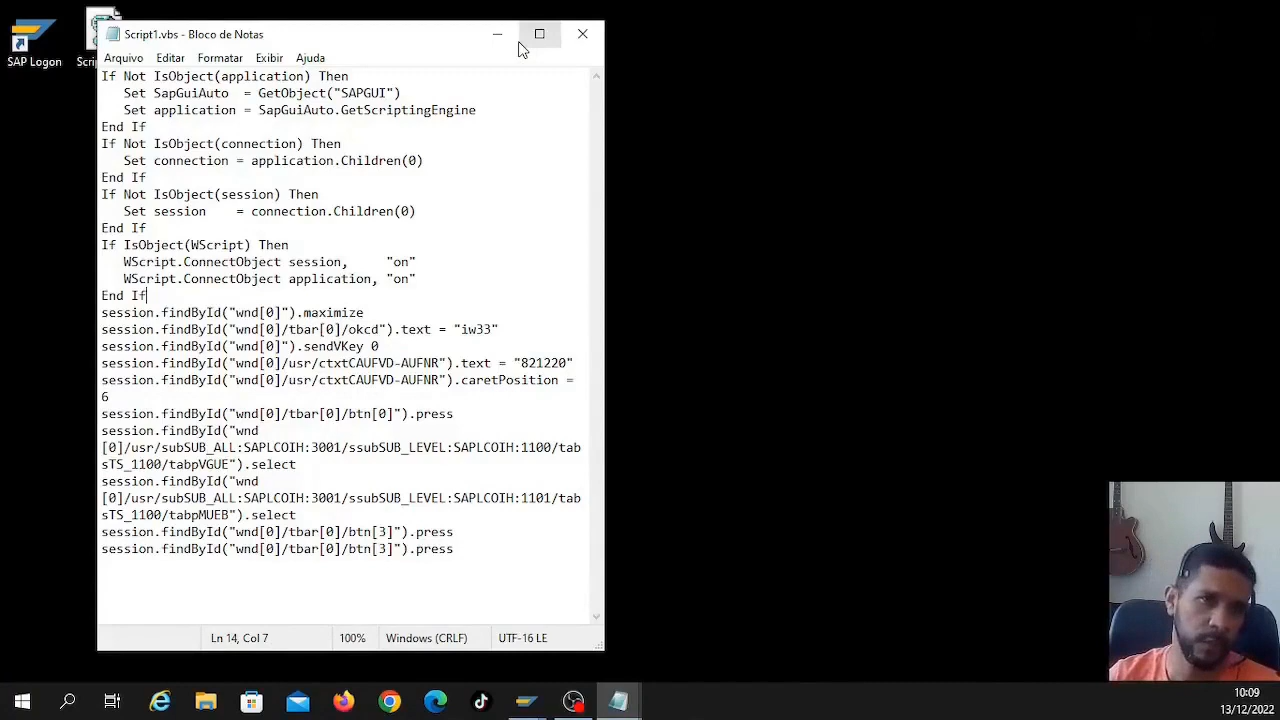 Script1.vbs - Bloco de Notas
SAP Logon
Scri
Arquivo Editar Formatar Exibir Ajuda
If Not IsObject(application) Then
   Set SapGuiAuto  = GetObject("SAPGUI")
   Set application = SapGuiAuto.GetScriptingEngine
End If
If Not IsObject(connection) Then
   Set connection = application.Children(0)
End If
If Not IsObject(session) Then
   Set session    = connection.Children(0)
End If
If IsObject(WScript) Then
   WScript.ConnectObject session,     "on"
   WScript.ConnectObject application, "on"
End If
session.findById("wnd[0]").maximize
session.findById("wnd[0]/tbar[0]/okcd").text = "iw33"
session.findById("wnd[0]").sendVKey 0
session.findById("wnd[0]/usr/ctxtCAUFVD-AUFNR").text = "821220"
session.findById("wnd[0]/usr/ctxtCAUFVD-AUFNR").caretPosition =
6
session.findById("wnd[0]/tbar[0]/btn[0]").press
session.findById("wnd
[0]/usr/subSUB_ALL:SAPLCOIH:3001/ssubSUB_LEVEL:SAPLCOIH:1100/tab
sTS_1100/tabpVGUE").select
session.findById("wnd
[0]/usr/subSUB_ALL:SAPLCOIH:3001/ssubSUB_LEVEL:SAPLCOIH:1101/tab
sTS_1100/tabpMUEB").select
session.findById("wnd[0]/tbar[0]/btn[3]").press
session.findById("wnd[0]/tbar[0]/btn[3]").press
Ln 14, Col 7 100% Windows (CRLF) UTF-16 LE
10:09
13/12/2022